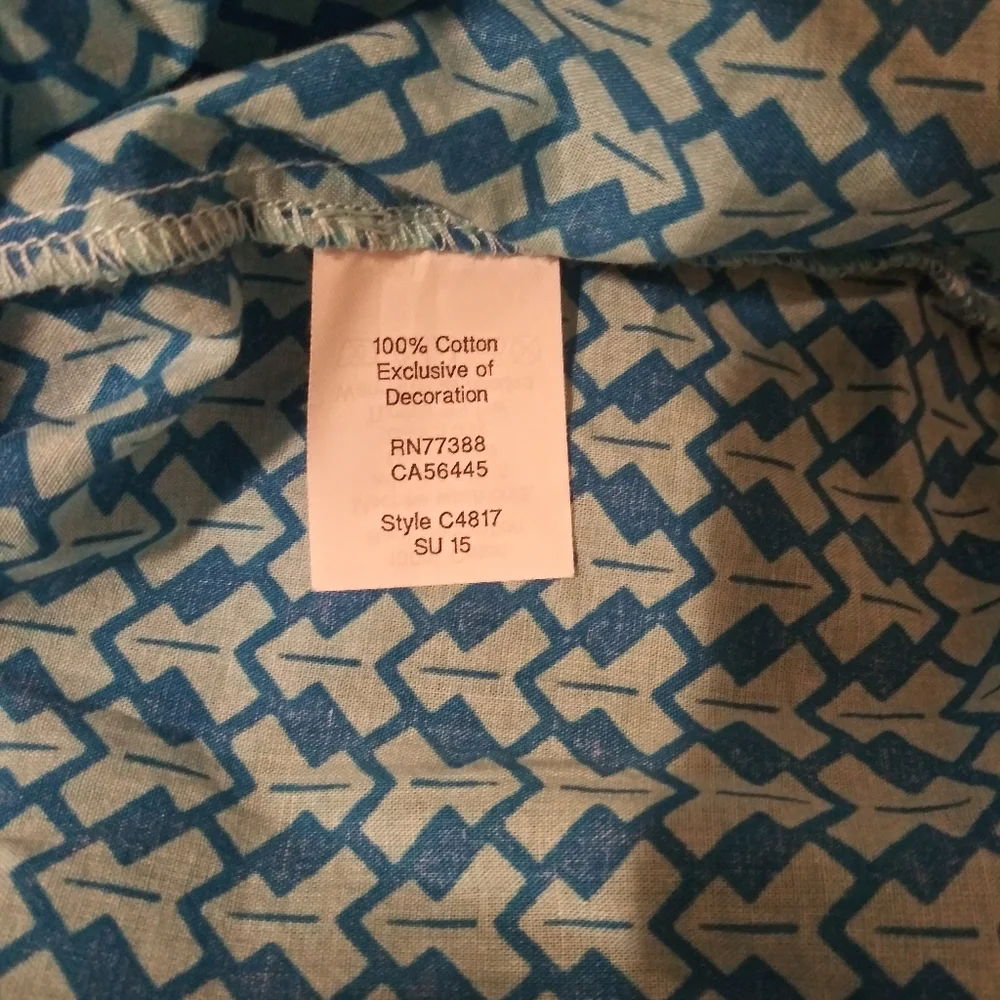 100% Cotton
Exclusive of
Decoration
RN77388
CA56445
Style C4817
SU 15